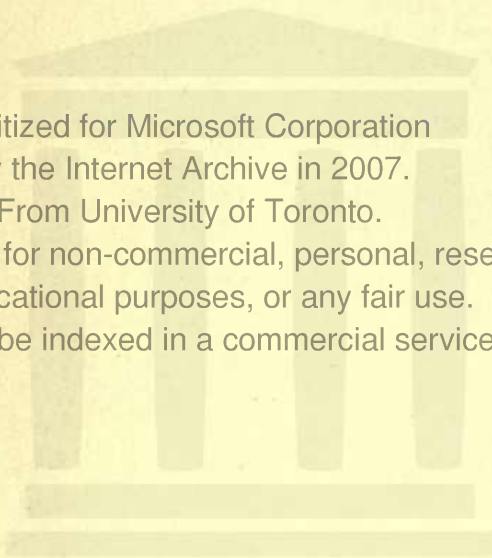 itized for Microsoft Corporation
the Internet Archive in 2007.
From University of Toronto.
for non-commercial, personal, rese
cational purposes, or any fair use.
be indexed in a commercial service